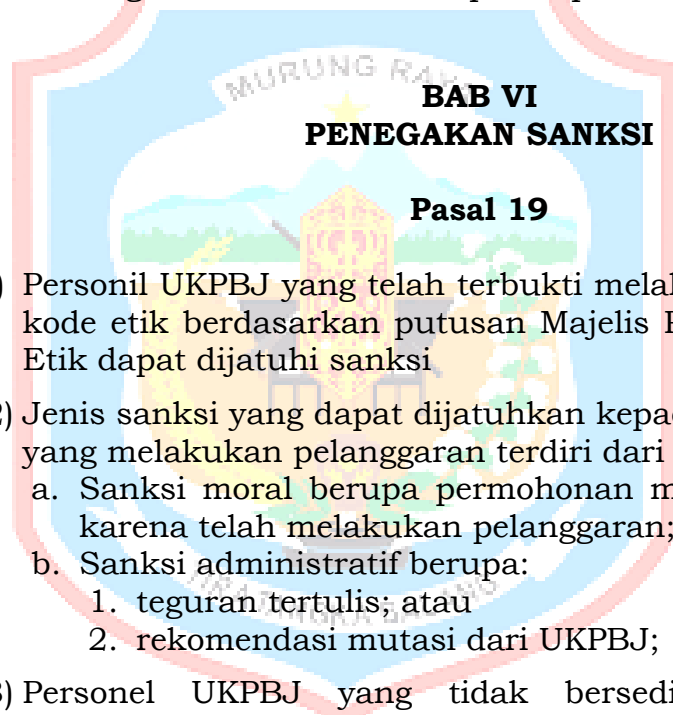 MURUNG RAYA
BAB VI
PENEGAKAN SANKSI
Pasal 19
) Personil UKPBJ yang telah terbukti
kode etik berdasarkan putusan Majelis
Etik dapat dijatuhi sanksi
2) Jenis sanksi yang dapat dijatuhkan
yang melakukan pelanggaran terdiri dari
a. Sanksi moral berupa permohonan
karena telah melakukan pelanggaran;
b. Sanksi administratif berupa:
1. teguran tertulis; atau
2. rekomendasi mutasi dari UKPBJ;
3) Personel UKPBJ yang tidak